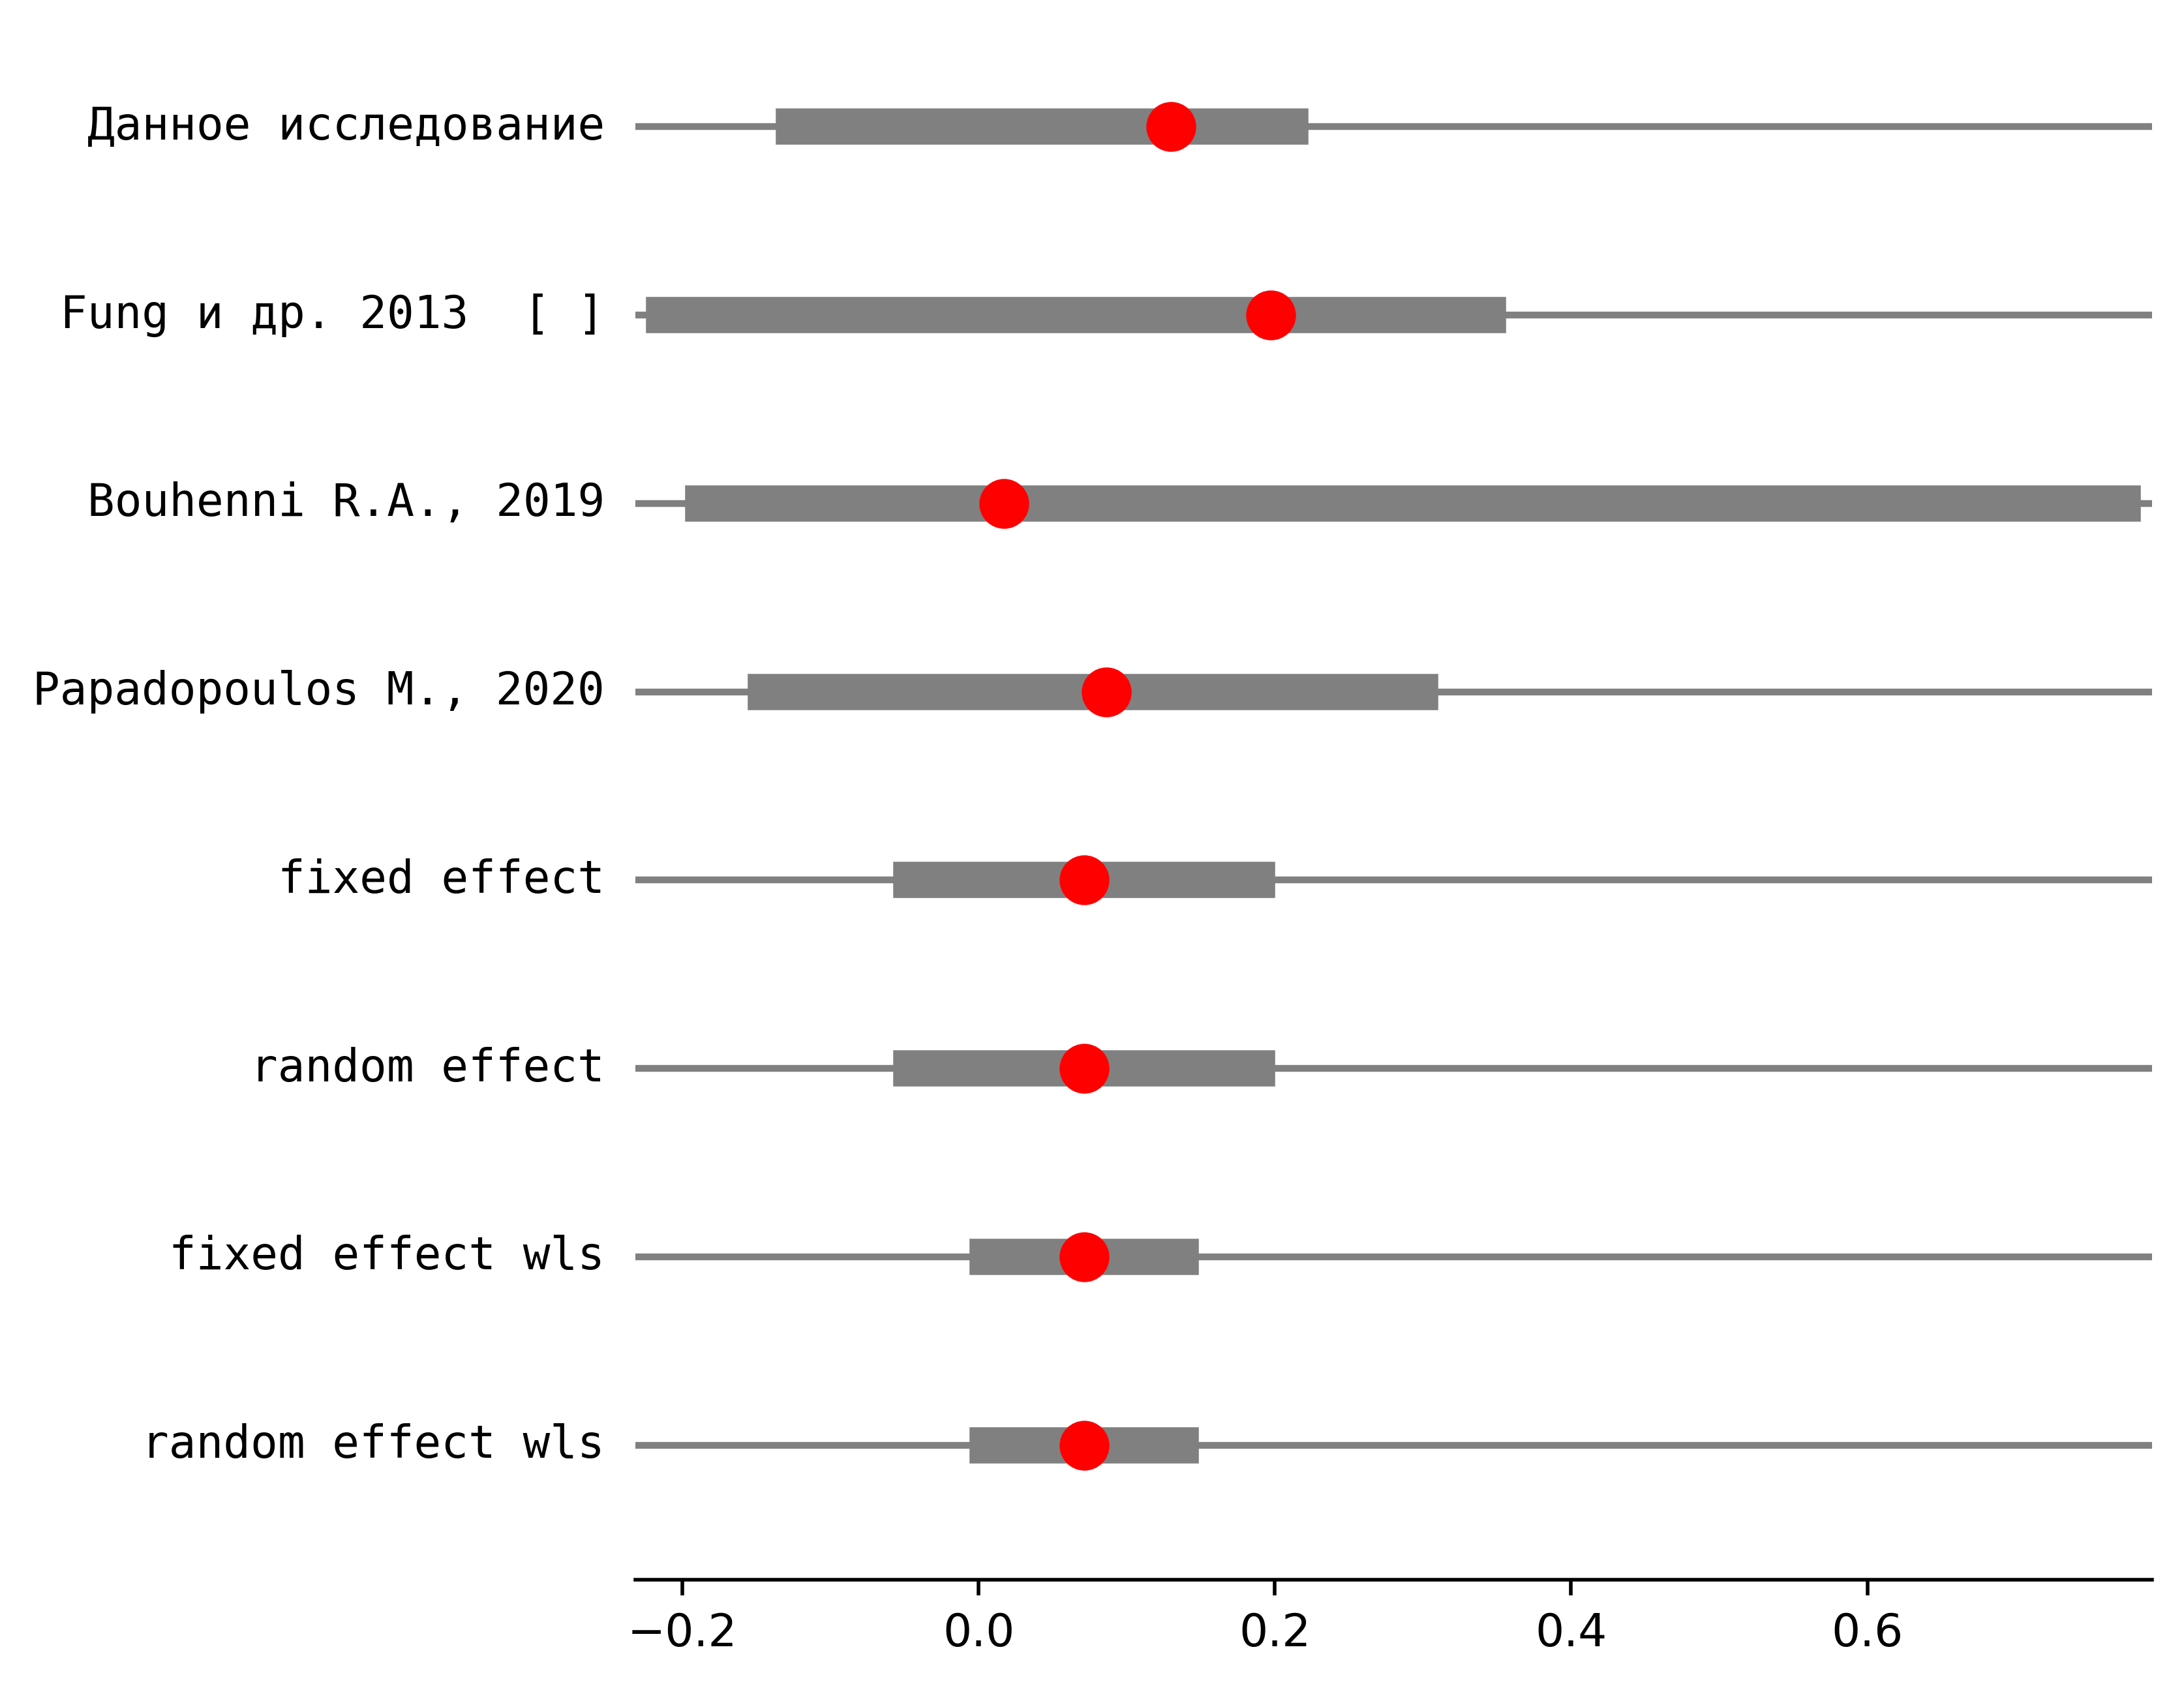 Данное исследование
Fung и др. 2013  [ ]
Bouhenni R.A., 2019
Papadopoulos M., 2020
fixed effect
random effect
fixed effect wls
random effect wls
−0.2 0.0 0.2 0.4 0.6